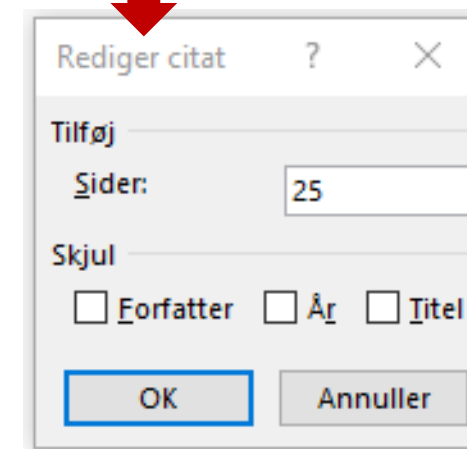 Rediger citat ? ×
Tilføj
Sider: 25
Skjul
Forfatter År Titel
OK Annuller